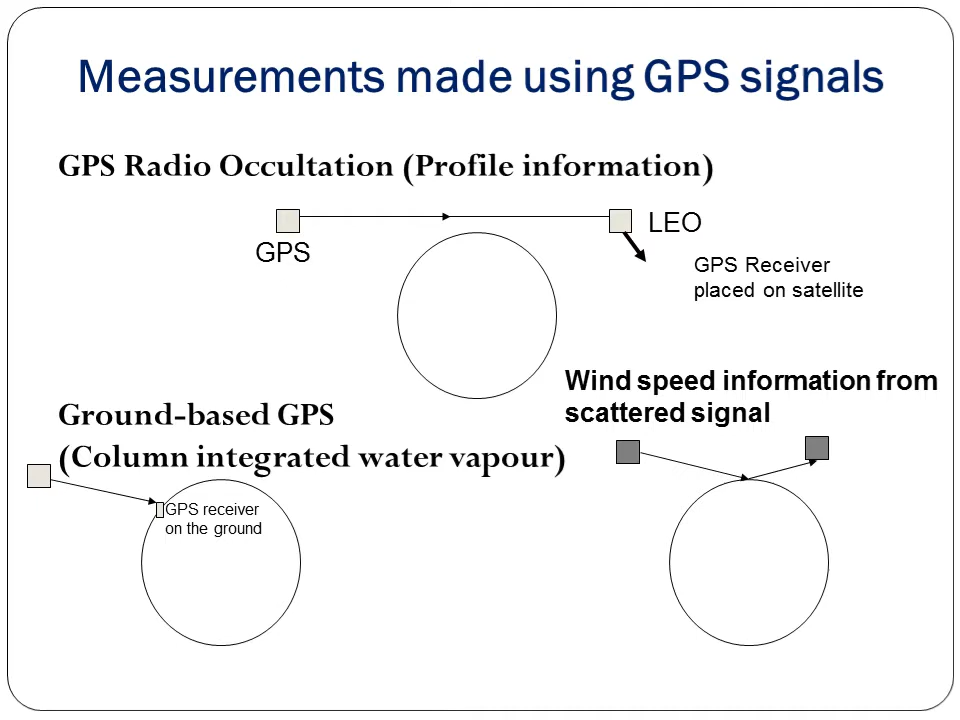 Measurements made using GPS signals
GPS Radio Occultation (Profile information)
LEO
GPS
GPS Receiver
placed on satellite
Wind speed information from
scattered signal
Ground-based GPS
(Column integrated water vapour)
GPS receiver
on the ground